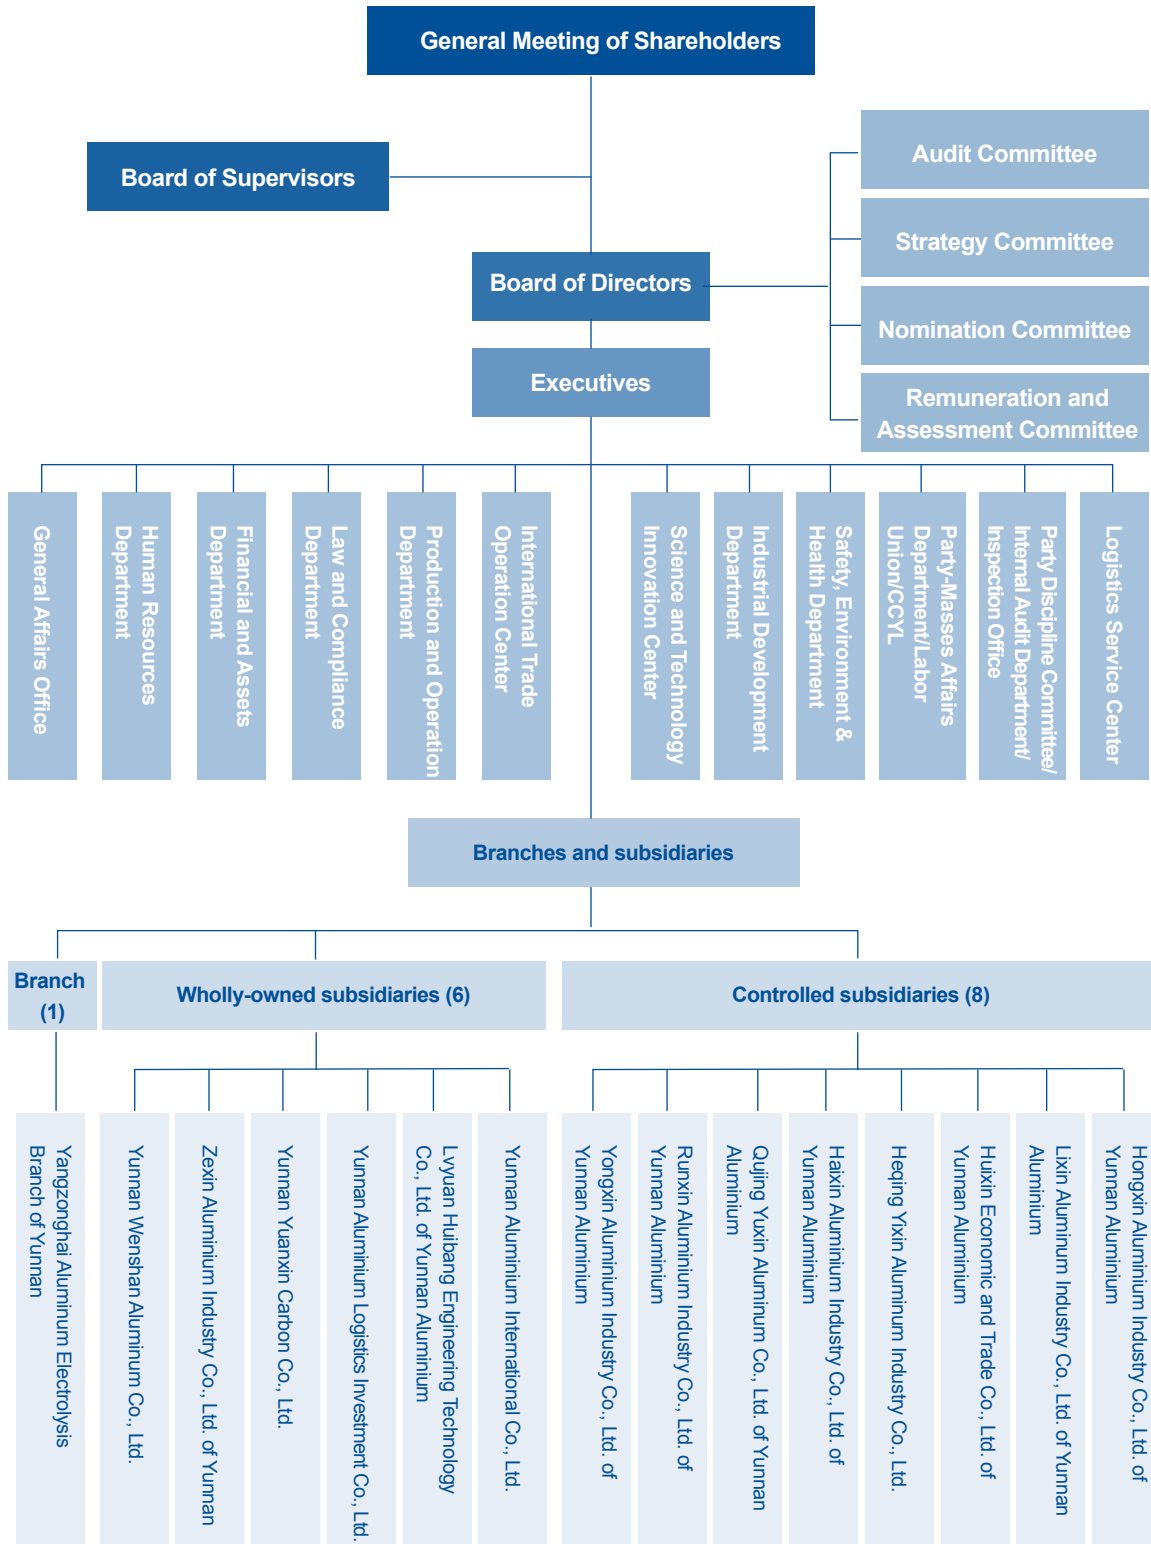 General Meeting of Shareholders
Board of Supervisors
Audit Committee
Strategy Committee
Board of Directors
Nomination Committee
Executives
Remuneration and
Assessment Committee
General Affairs Office
Human Resources
Department
Financial and Assets
Department
Law and Compliance
Department
Production and Operation
Department
International Trade
Operation Center
Science and Technology
Innovation Center
Industrial Development
Department
Safety, Environment &
Health Department
Party-Masses Affairs
Department/Labor
Union/CCYL
Party Discipline Committee/
Internal Audit Department/
Inspection Office
Logistics Service Center
Branches and subsidiaries
Branch
(1)
Wholly-owned subsidiaries (6)
Controlled subsidiaries (8)
Yangzonghai Aluminum Electrolysis
Branch of Yunnan
Yunnan Wenshan Aluminum Co., Ltd.
Zexin Aluminium Industry Co., Ltd. of Yunnan
Yunnan Yuanxin Carbon Co., Ltd.
Yunnan Aluminium Logistics Investment Co., Ltd.
Lvyuan Huibang Engineering Technology
Co., Ltd. of Yunnan Aluminium
Yunnan Aluminium International Co., Ltd.
Yongxin Aluminium Industry Co., Ltd. of
Yunnan Aluminium
Runxin Aluminium Industry Co., Ltd. of
Yunnan Aluminium
Qujing Yuxin Aluminum Co., Ltd. of Yunnan
Aluminium
Haixin Aluminium Industry Co., Ltd. of
Yunnan Aluminium
Heqing Yixin Aluminum Industry Co., Ltd.
Huixin Economic and Trade Co., Ltd. of
Yunnan Aluminium
Lixin Aluminum Industry Co., Ltd. of Yunnan
Aluminium
Hongxin Aluminium Industry Co., Ltd. of
Yunnan Aluminium